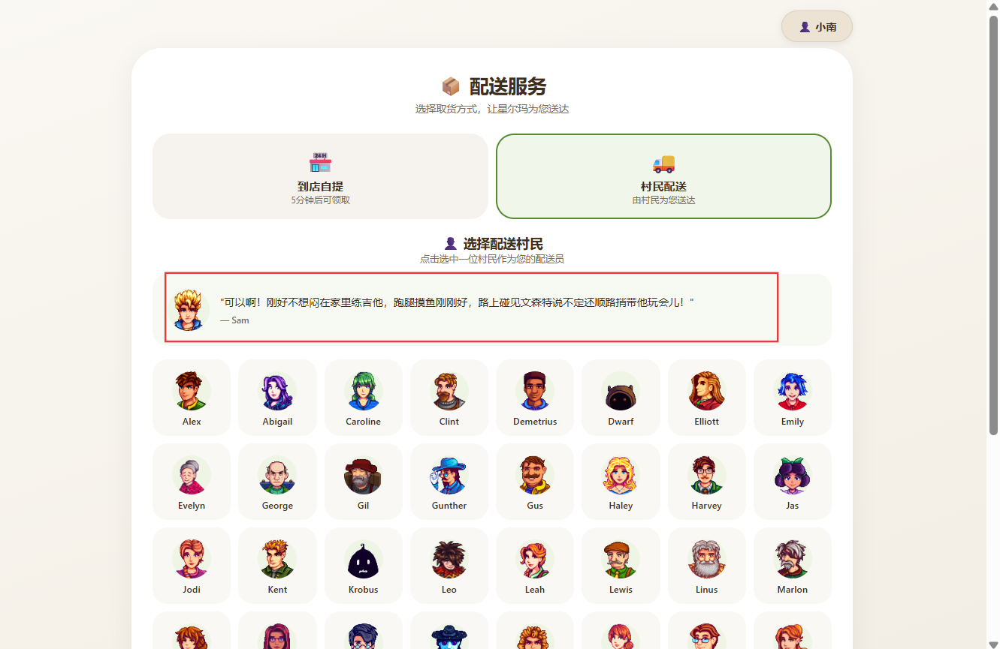 小南
配送服务
选择取货方式，让星尔玛为您送达
24H
到店自提
5分钟后可领取
村民配送
由村民为您送达
选择配送村民
点击选中一位村民作为您的配送员
"可以啊！刚好不想闷在家里练吉他，跑腿摸鱼刚刚好，路上碰见文森特说不定还顺路捎带他玩会儿！"
— Sam
Alex Abigail Caroline Clint Demetrius Dwarf Elliott Emily
Evelyn George Gil Gunther Gus Haley Harvey Jas
Jodi Kent Krobus Leo Leah Lewis Linus Marlon